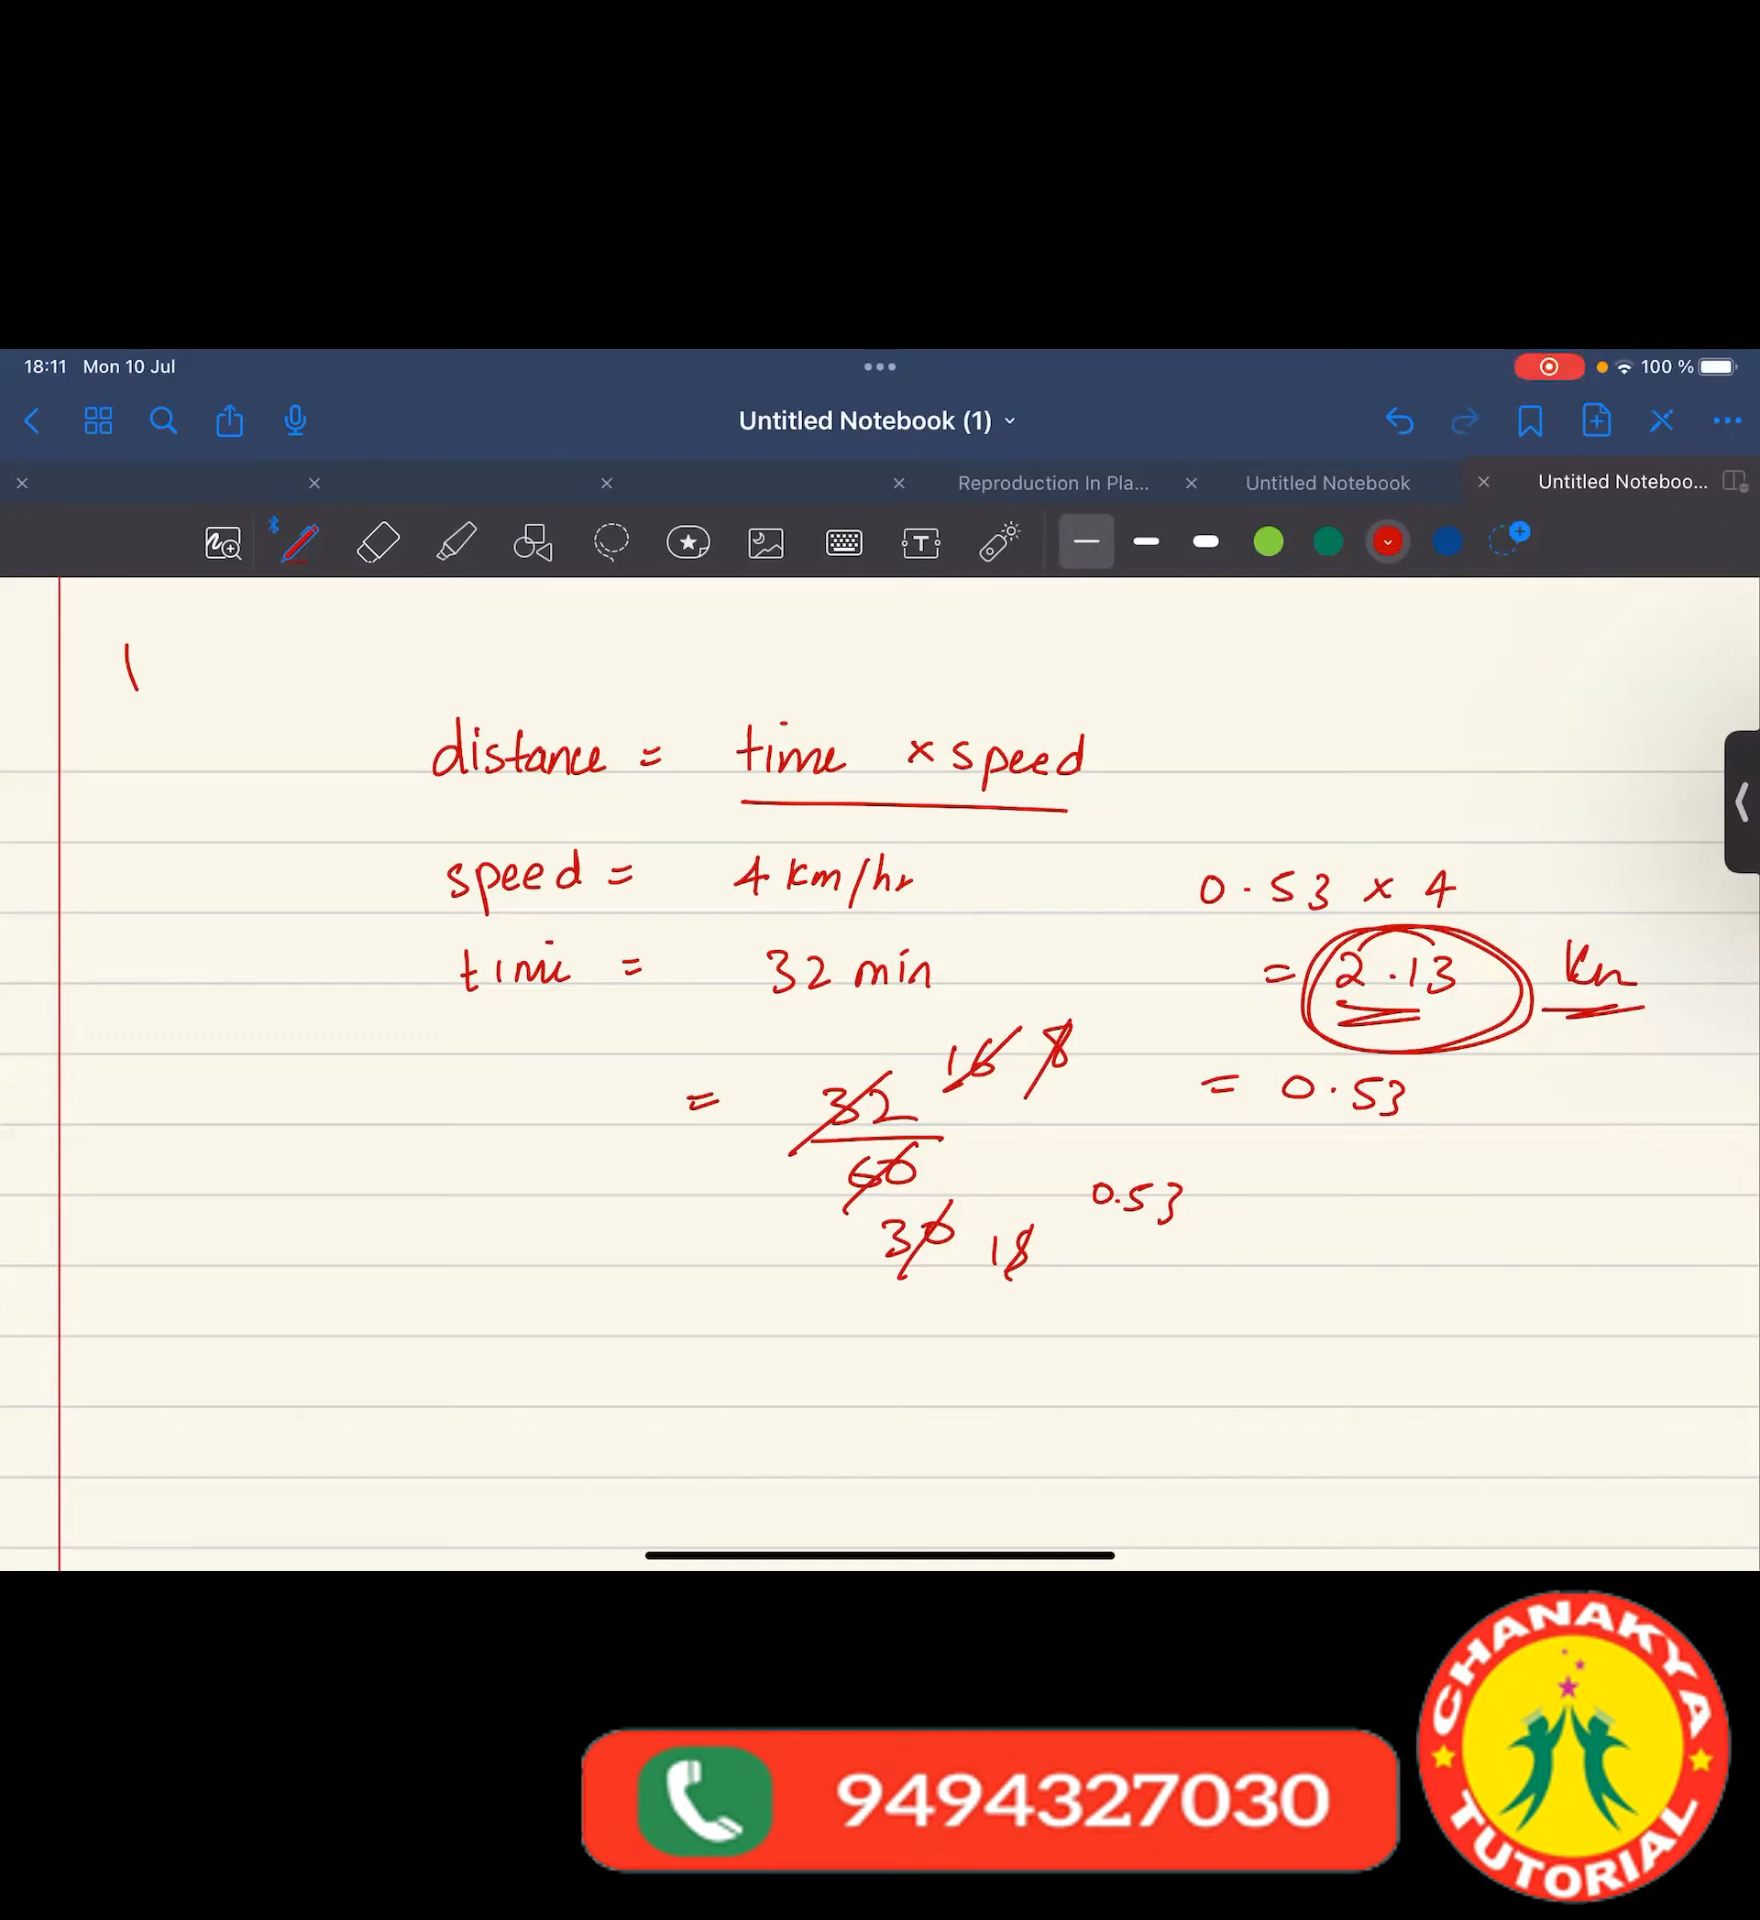 18:11 Mon 10 Jul
100 %
Untitled Notebook (1)
Reproduction In Pla...
Untitled Notebook
Untitled Noteboo...
T
distance = time × speed
speed = 4 km/hr
0.53 × 4
time = 32 min
= 2.13 km
16 8
= 32
= 0.53
60
0.53
30 18
9494327030
CHANAKYA
TUTORIAL